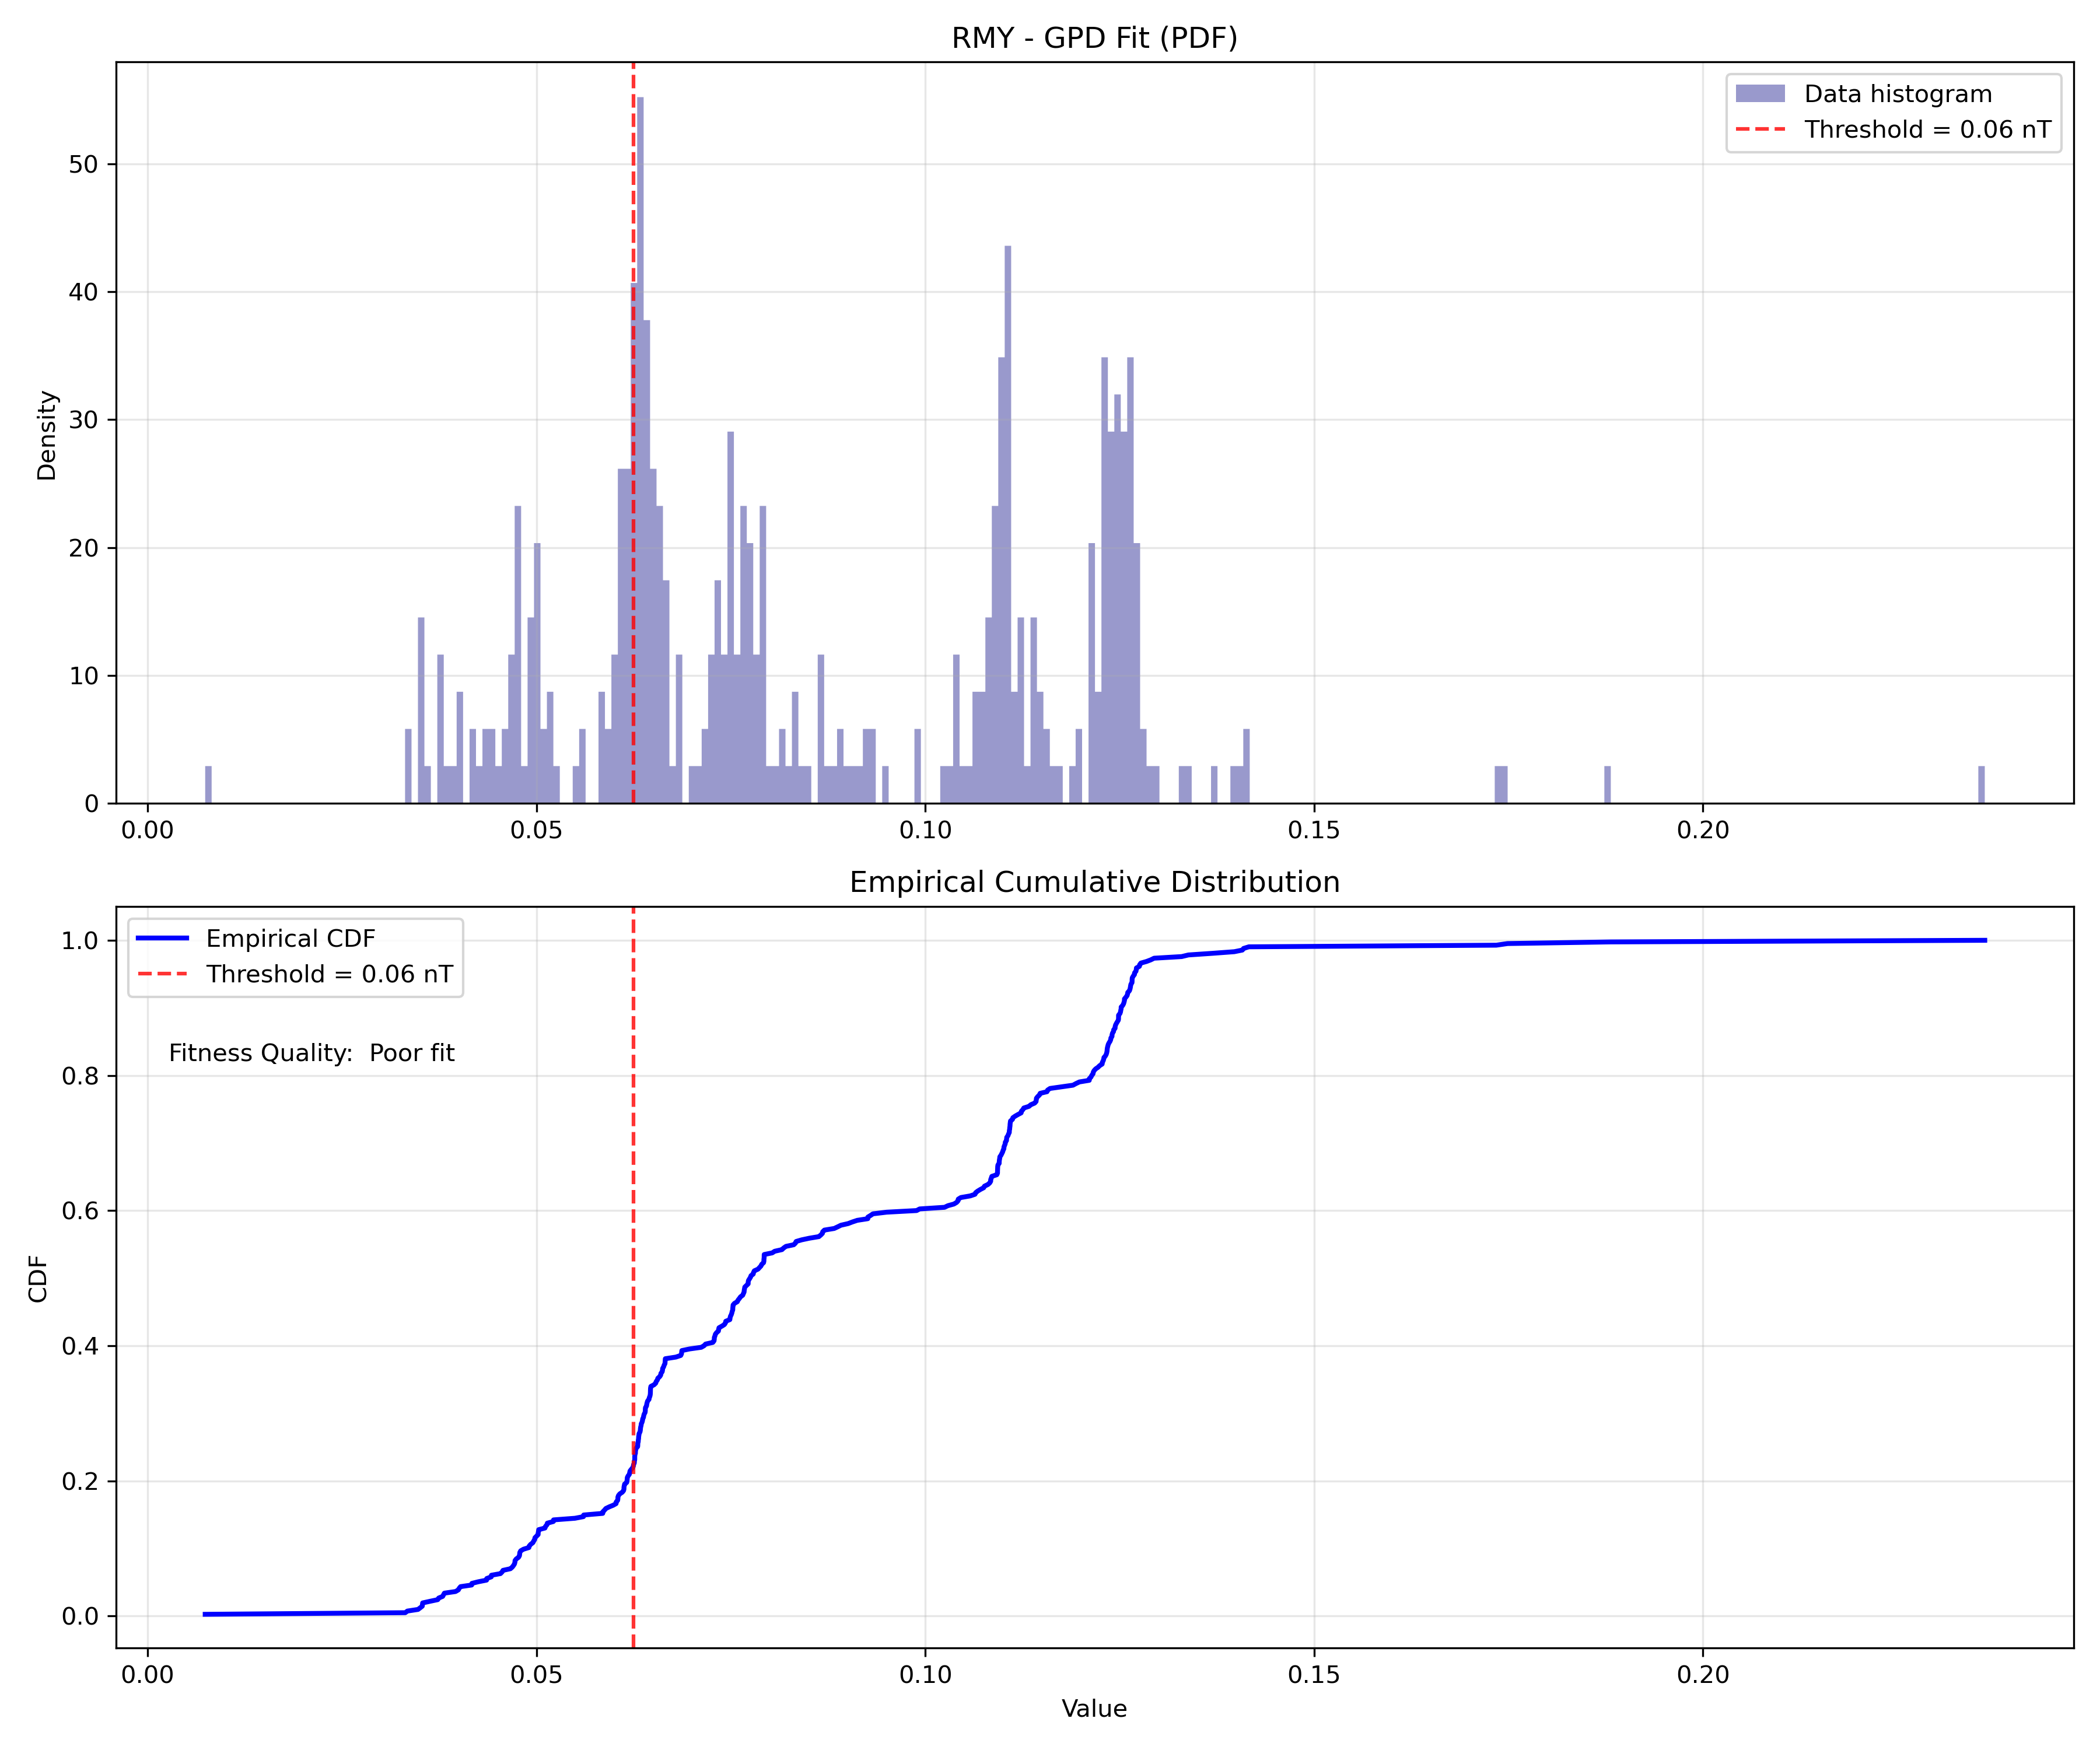 RMY - GPD Fit (PDF)
Data histogram
Threshold = 0.06 nT
Density
50
40
30
20
10
0
0.00 0.05 0.10 0.15 0.20
Empirical Cumulative Distribution
Empirical CDF
Threshold = 0.06 nT
Fitness Quality: Poor fit
CDF
1.0
0.8
0.6
0.4
0.2
0.0
0.00 0.05 0.10 0.15 0.20
Value